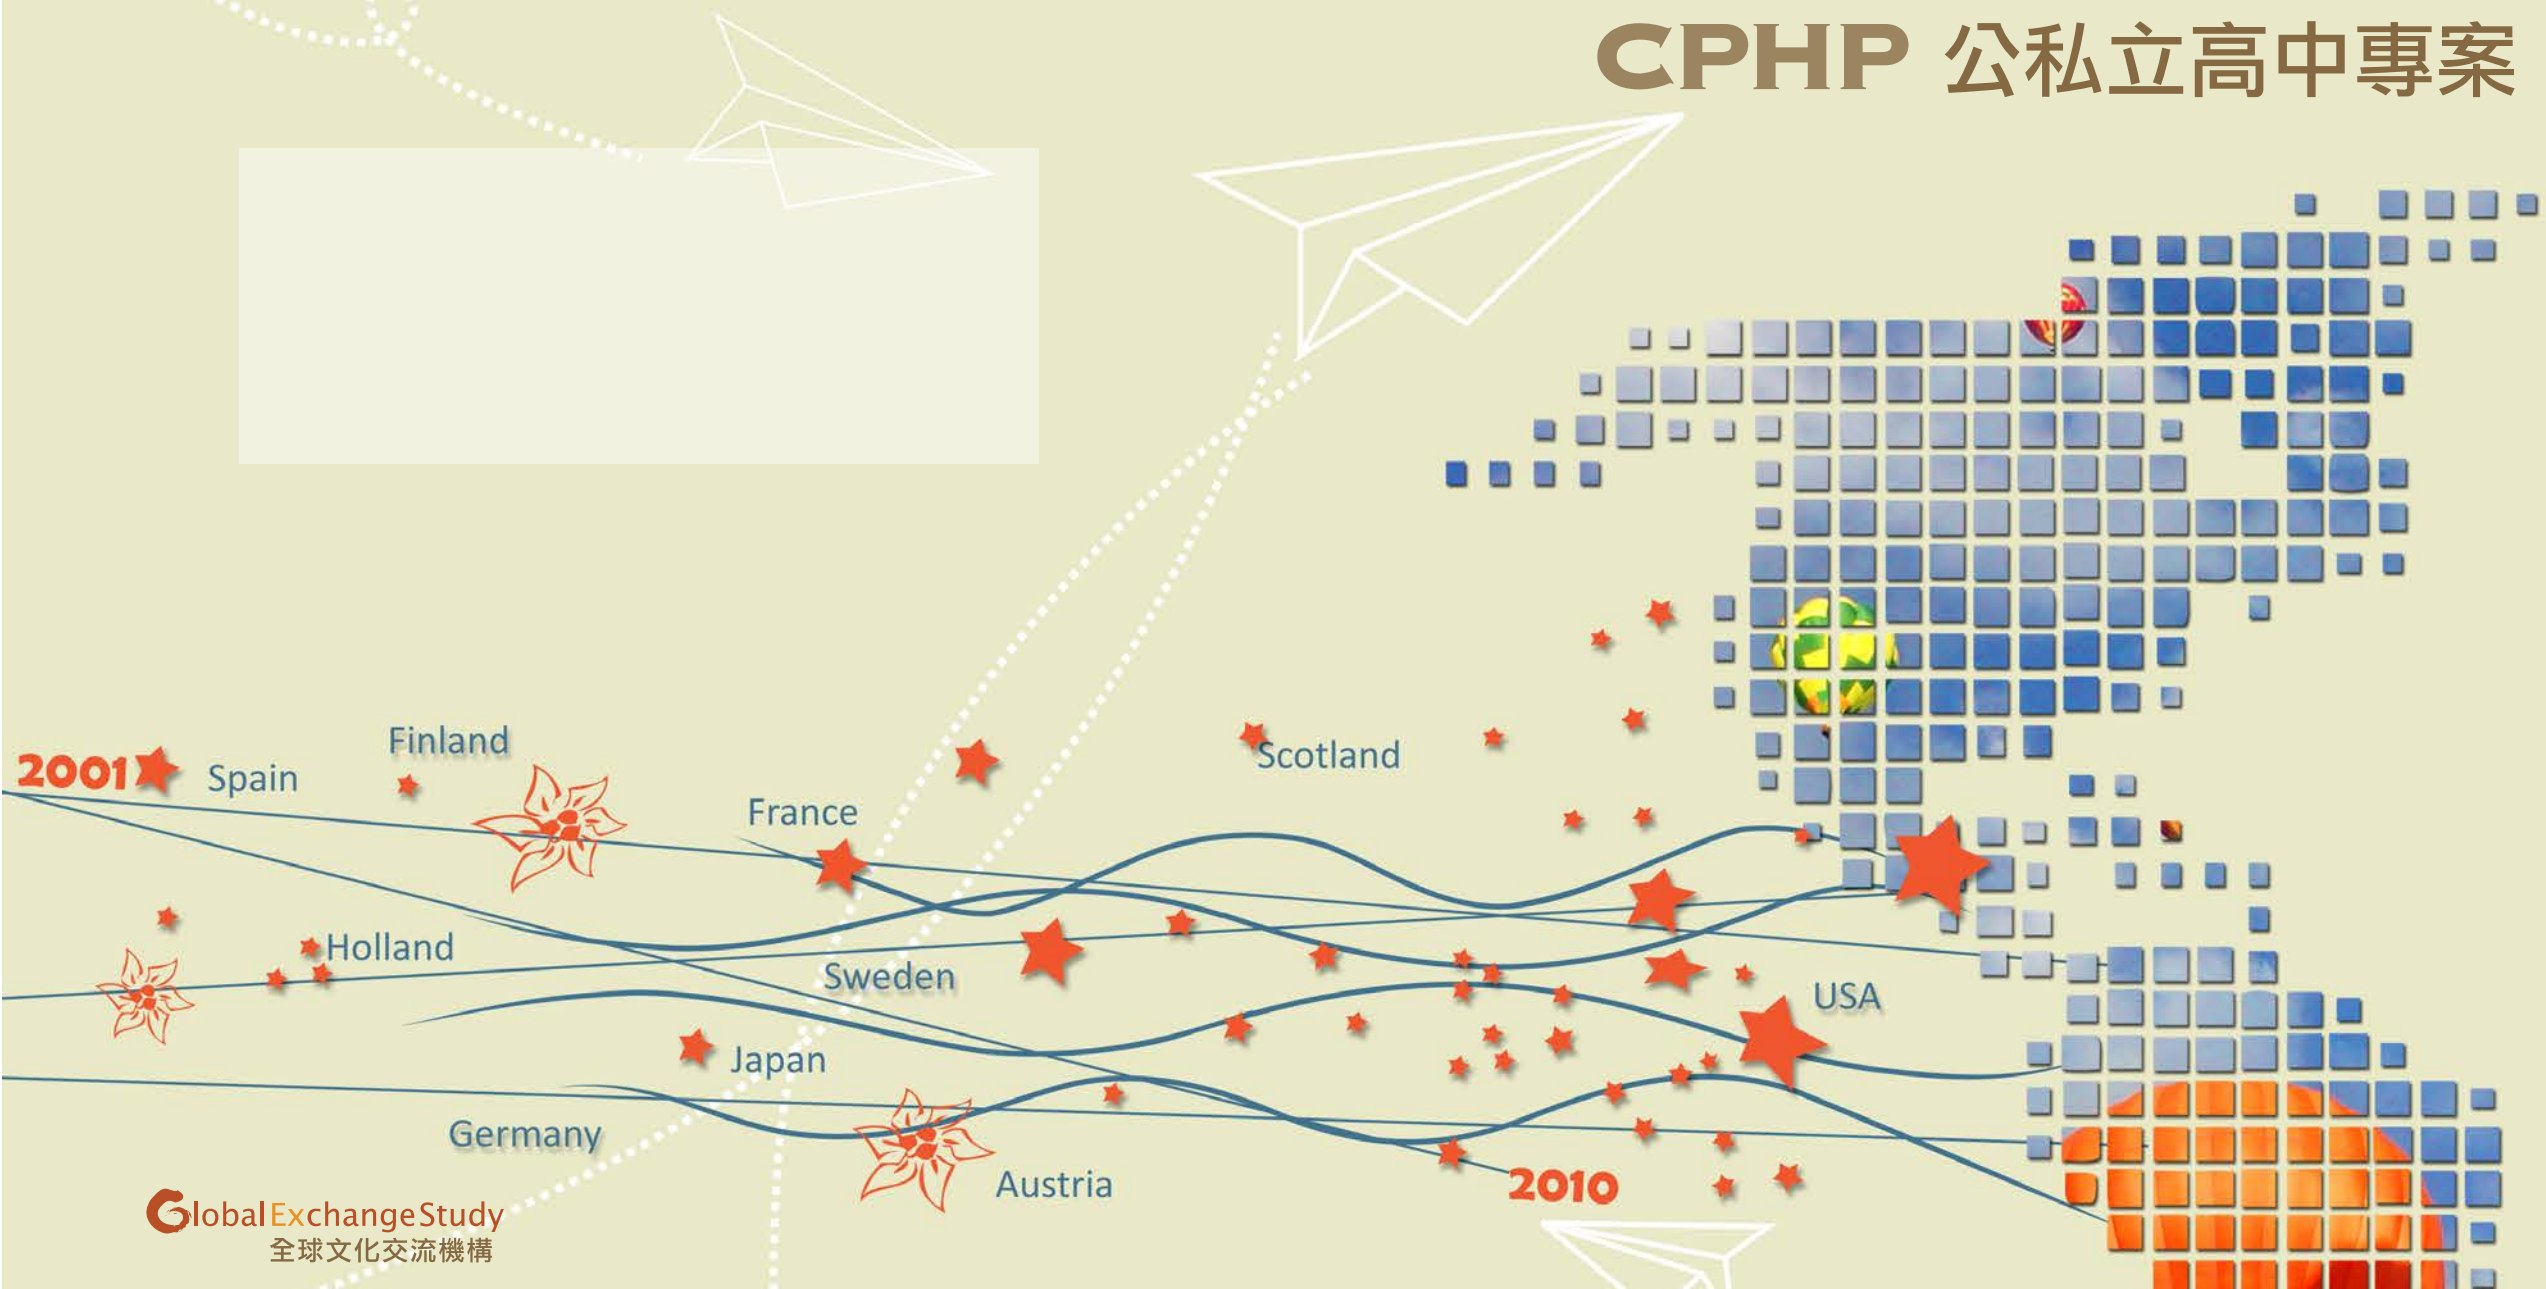 CPHP 公私立高中專案
2001
Spain
Finland
France
Scotland
Holland
Sweden
USA
Japan
Germany
Austria
2010
Global Exchange Study
全球文化交流機構